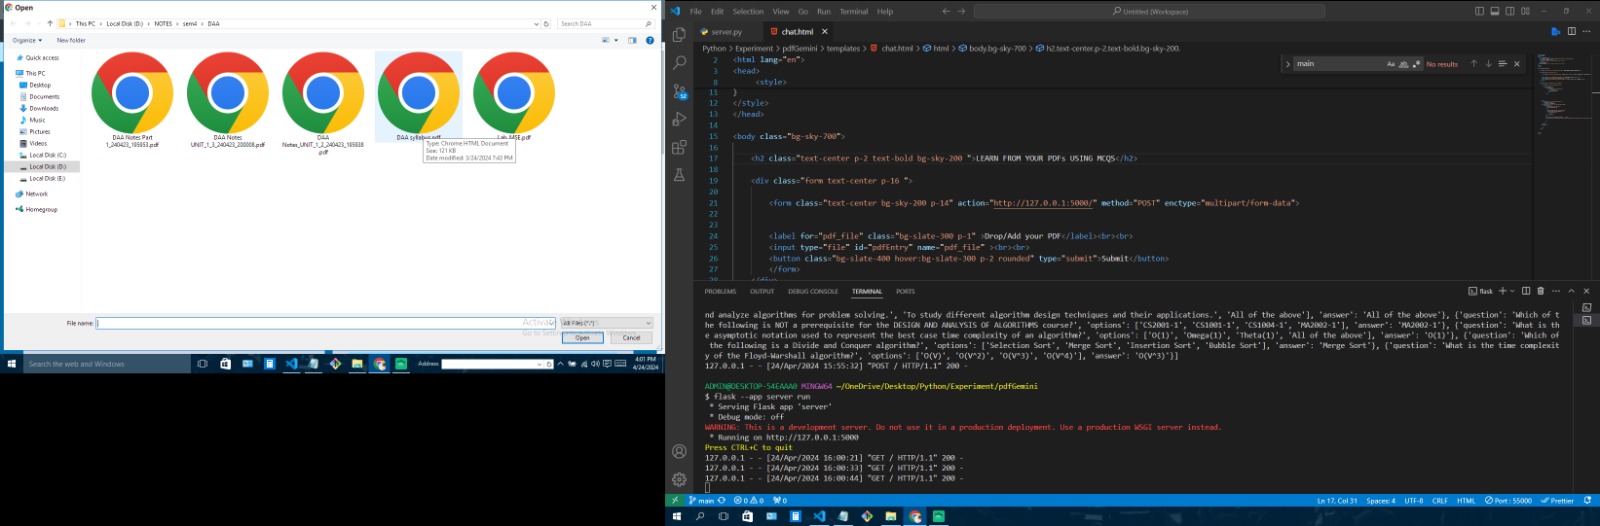 Open
This PC > Local Disk (D:) > NOTES > sem4 > DAA
Search DAA
Organize
New folder
Quick access
This PC
Desktop
Documents
Downloads
Music
Pictures
Videos
Local Disk (C:)
Local Disk (D:)
Local Disk (E:)
Network
Homegroup
DAA Notes Part
1_240423_195953.pdf
DAA Notes
UNIT_1_3_240423_200008.pdf
DAA
Notes_UNIT_1_2_240423_195938
.pdf
DAA syllabus.pdf
Lab_MSE.pdf
Type: Chrome HTML Document
Size: 121 KB
Date modified: 3/24/2024 7:43 PM
File name:
All Files (*.*)
Open
Cancel
Search the web and Windows
Address
4:01 PM
4/24/2024
File Edit Selection View Go Run Terminal Help
Untitled (Workspace)
server.py
chat.html
Python > Experiment > pdfGemini > templates > chat.html > html > body.bg-sky-700 > h2.text-center.p-2.text-bold.bg-sky-200.
main
No results
2 <html lang="en">
3 <head>
8 <style>
11 }
12 </style>
13 </head>
14
15 <body class="bg-sky-700">
16
17 <h2 class="text-center p-2 text-bold bg-sky-200 ">LEARN FROM YOUR PDFs USING MCQS</h2>
18
19 <div class="form text-center p-16 ">
20
21 <form class="text-center bg-sky-200 p-14" action="http://127.0.0.1:5000/" method="POST" enctype="multipart/form-data">
22
23
24 <label for="pdf_file" class="bg-slate-300 p-1" >Drop/Add your PDF</label><br><br>
25 <input type="file" id="pdfEntry" name="pdf_file" ><br><br>
26 <button class="bg-slate-400 hover:bg-slate-300 p-2 rounded" type="submit">Submit</button>
27 </form>
28 </div>
PROBLEMS OUTPUT DEBUG CONSOLE TERMINAL PORTS
flask
nd analyze algorithms for problem solving.', 'To study different algorithm design techniques and their applications.', 'All of the above'], 'answer': 'All of the above'}, {'question': 'Which of t
he following is NOT a prerequisite for the DESIGN AND ANALYSIS OF ALGORITHMS course?', 'options': ['CS2001-1', 'CS1001-1', 'CS1004-1', 'MA2002-1'], 'answer': 'MA2002-1'}, {'question': 'What is th
e asymptotic notation used to represent the best case time complexity of an algorithm?', 'options': ['O(1)', 'Omega(1)', 'Theta(1)', 'All of the above'], 'answer': 'O(1)'}, {'question': 'Which of
the following is a Divide and Conquer algorithm?', 'options': ['Selection Sort', 'Merge Sort', 'Insertion Sort', 'Bubble Sort'], 'answer': 'Merge Sort'}, {'question': 'What is the time complexit
y of the Floyd-Warshall algorithm?', 'options': ['O(V)', 'O(V^2)', 'O(V^3)', 'O(V^4)'], 'answer': 'O(V^3)'}]
127.0.0.1 - - [24/Apr/2024 15:55:32] "POST / HTTP/1.1" 200 -
ADMIN@DESKTOP-54EAAA0 MINGW64 ~/OneDrive/Desktop/Python/Experiment/pdfGemini
$ flask --app server run
* Serving Flask app 'server'
* Debug mode: off
WARNING: This is a development server. Do not use it in a production deployment. Use a production WSGI server instead.
* Running on http://127.0.0.1:5000
Press CTRL+C to quit
127.0.0.1 - - [24/Apr/2024 16:00:21] "GET / HTTP/1.1" 200 -
127.0.0.1 - - [24/Apr/2024 16:00:33] "GET / HTTP/1.1" 200 -
127.0.0.1 - - [24/Apr/2024 16:00:44] "GET / HTTP/1.1" 200 -
main 0 0 0
Ln 17, Col 31 Spaces: 4 UTF-8 CRLF HTML Port : 55000 Prettier